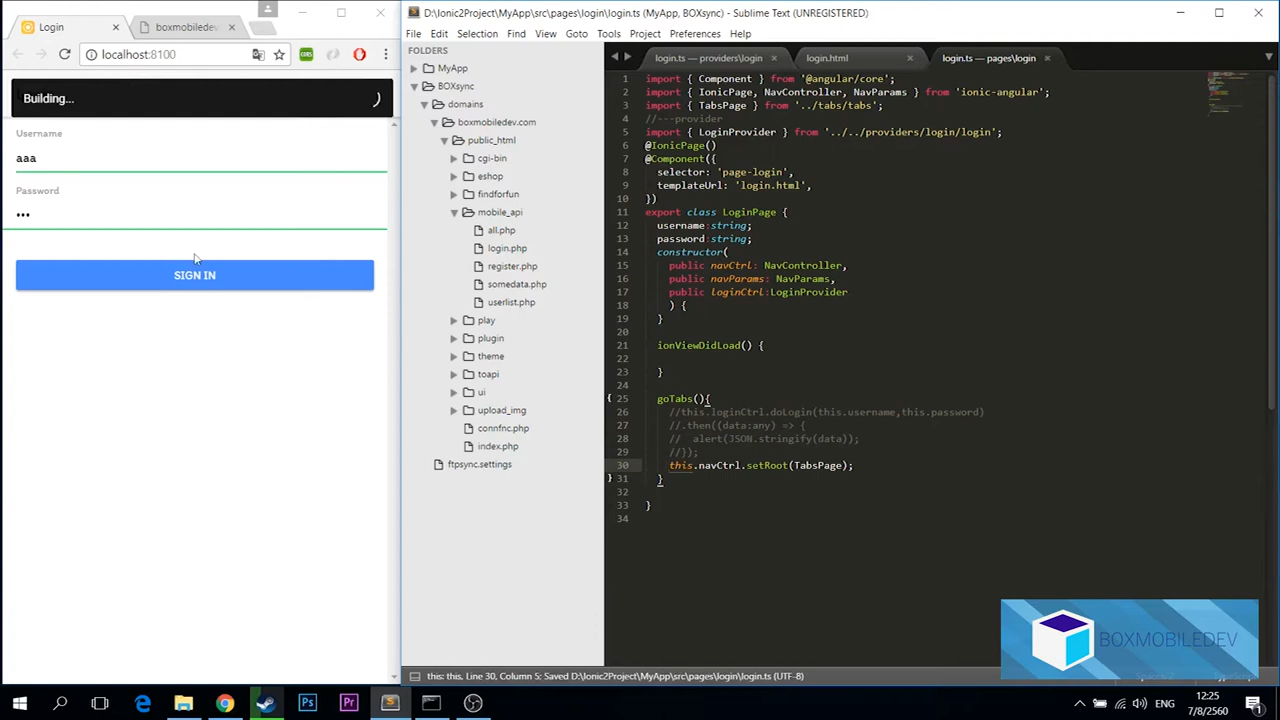 Login
boxmobiledev
localhost:8100
Building...
Username
aaa
Password
•••
SIGN IN
D:\Ionic2Project\MyApp\src\pages\login\login.ts (MyApp, BOXsync) - Sublime Text (UNREGISTERED)
File Edit Selection Find View Goto Tools Project Preferences Help
FOLDERS
MyApp
BOXsync
domains
boxmobiledev.com
public_html
cgi-bin
eshop
findforfun
mobile_api
all.php
login.php
register.php
somedata.php
userlist.php
play
plugin
theme
toapi
ui
upload_img
connfnc.php
index.php
ftpsync.settings
login.ts — providers\login
login.html
login.ts — pages\login
1 import { Component } from '@angular/core';
2 import { IonicPage, NavController, NavParams } from 'ionic-angular';
3 import { TabsPage } from '../tabs/tabs';
4 //---provider
5 import { LoginProvider } from '../../providers/login/login';
6 @IonicPage()
7 @Component({
8 selector: 'page-login',
9 templateUrl: 'login.html',
10 })
11 export class LoginPage {
12 username:string;
13 password:string;
14 constructor(
15 public navCtrl: NavController,
16 public navParams: NavParams,
17 public loginCtrl:LoginProvider
18 ) {
19 }
20
21 ionViewDidLoad() {
22
23 }
24
25 goTabs(){
26 //this.loginCtrl.doLogin(this.username,this.password)
27 //.then((data:any) => {
28 // alert(JSON.stringify(data));
29 //});
30 this.navCtrl.setRoot(TabsPage);
31 }
32
33 }
34
BOXMOBILEDEV
this: this, Line 30, Column 5: Saved D:\Ionic2Project\MyApp\src\pages\login\login.ts (UTF-8)
Spaces: 2
TypeScript
ENG
12:25
7/8/2560